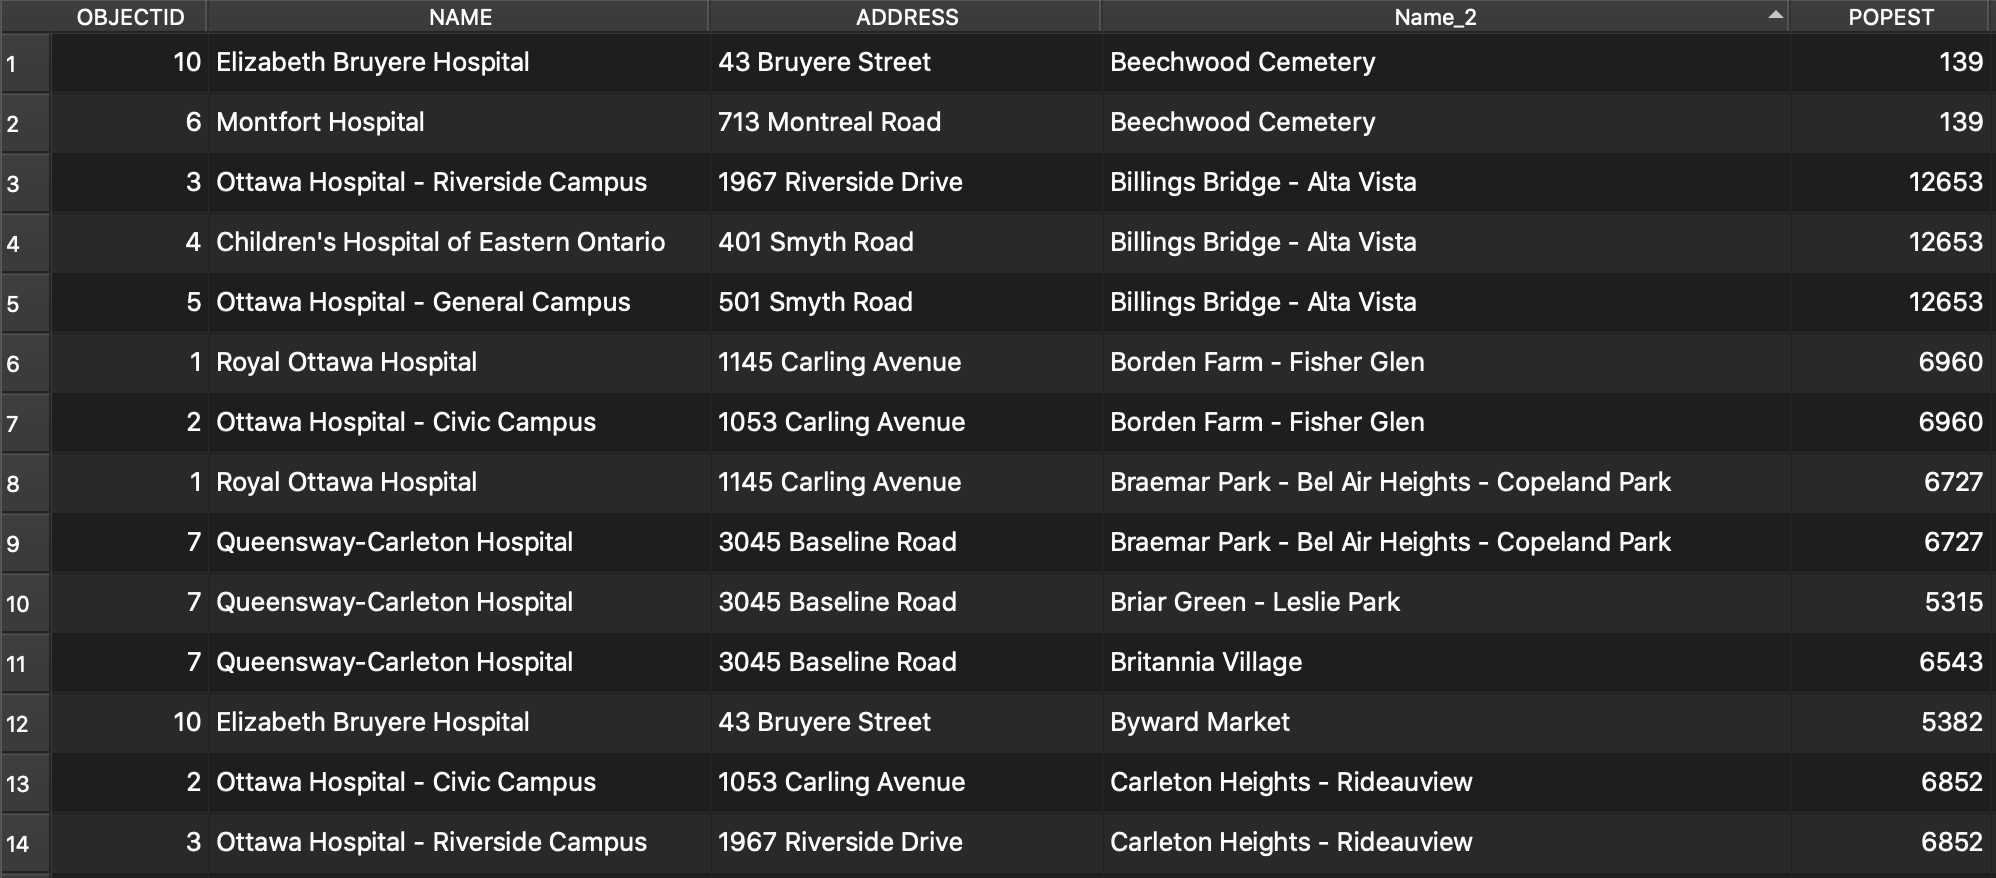 OBJECTID NAME ADDRESS Name_2 POPEST
1 10 Elizabeth Bruyere Hospital 43 Bruyere Street Beechwood Cemetery 139
2 6 Montfort Hospital 713 Montreal Road Beechwood Cemetery 139
3 3 Ottawa Hospital - Riverside Campus 1967 Riverside Drive Billings Bridge - Alta Vista 12653
4 4 Children's Hospital of Eastern Ontario 401 Smyth Road Billings Bridge - Alta Vista 12653
5 5 Ottawa Hospital - General Campus 501 Smyth Road Billings Bridge - Alta Vista 12653
6 1 Royal Ottawa Hospital 1145 Carling Avenue Borden Farm - Fisher Glen 6960
7 2 Ottawa Hospital - Civic Campus 1053 Carling Avenue Borden Farm - Fisher Glen 6960
8 1 Royal Ottawa Hospital 1145 Carling Avenue Braemar Park - Bel Air Heights - Copeland Park 6727
9 7 Queensway-Carleton Hospital 3045 Baseline Road Braemar Park - Bel Air Heights - Copeland Park 6727
10 7 Queensway-Carleton Hospital 3045 Baseline Road Briar Green - Leslie Park 5315
11 7 Queensway-Carleton Hospital 3045 Baseline Road Britannia Village 6543
12 10 Elizabeth Bruyere Hospital 43 Bruyere Street Byward Market 5382
13 2 Ottawa Hospital - Civic Campus 1053 Carling Avenue Carleton Heights - Rideauview 6852
14 3 Ottawa Hospital - Riverside Campus 1967 Riverside Drive Carleton Heights - Rideauview 6852